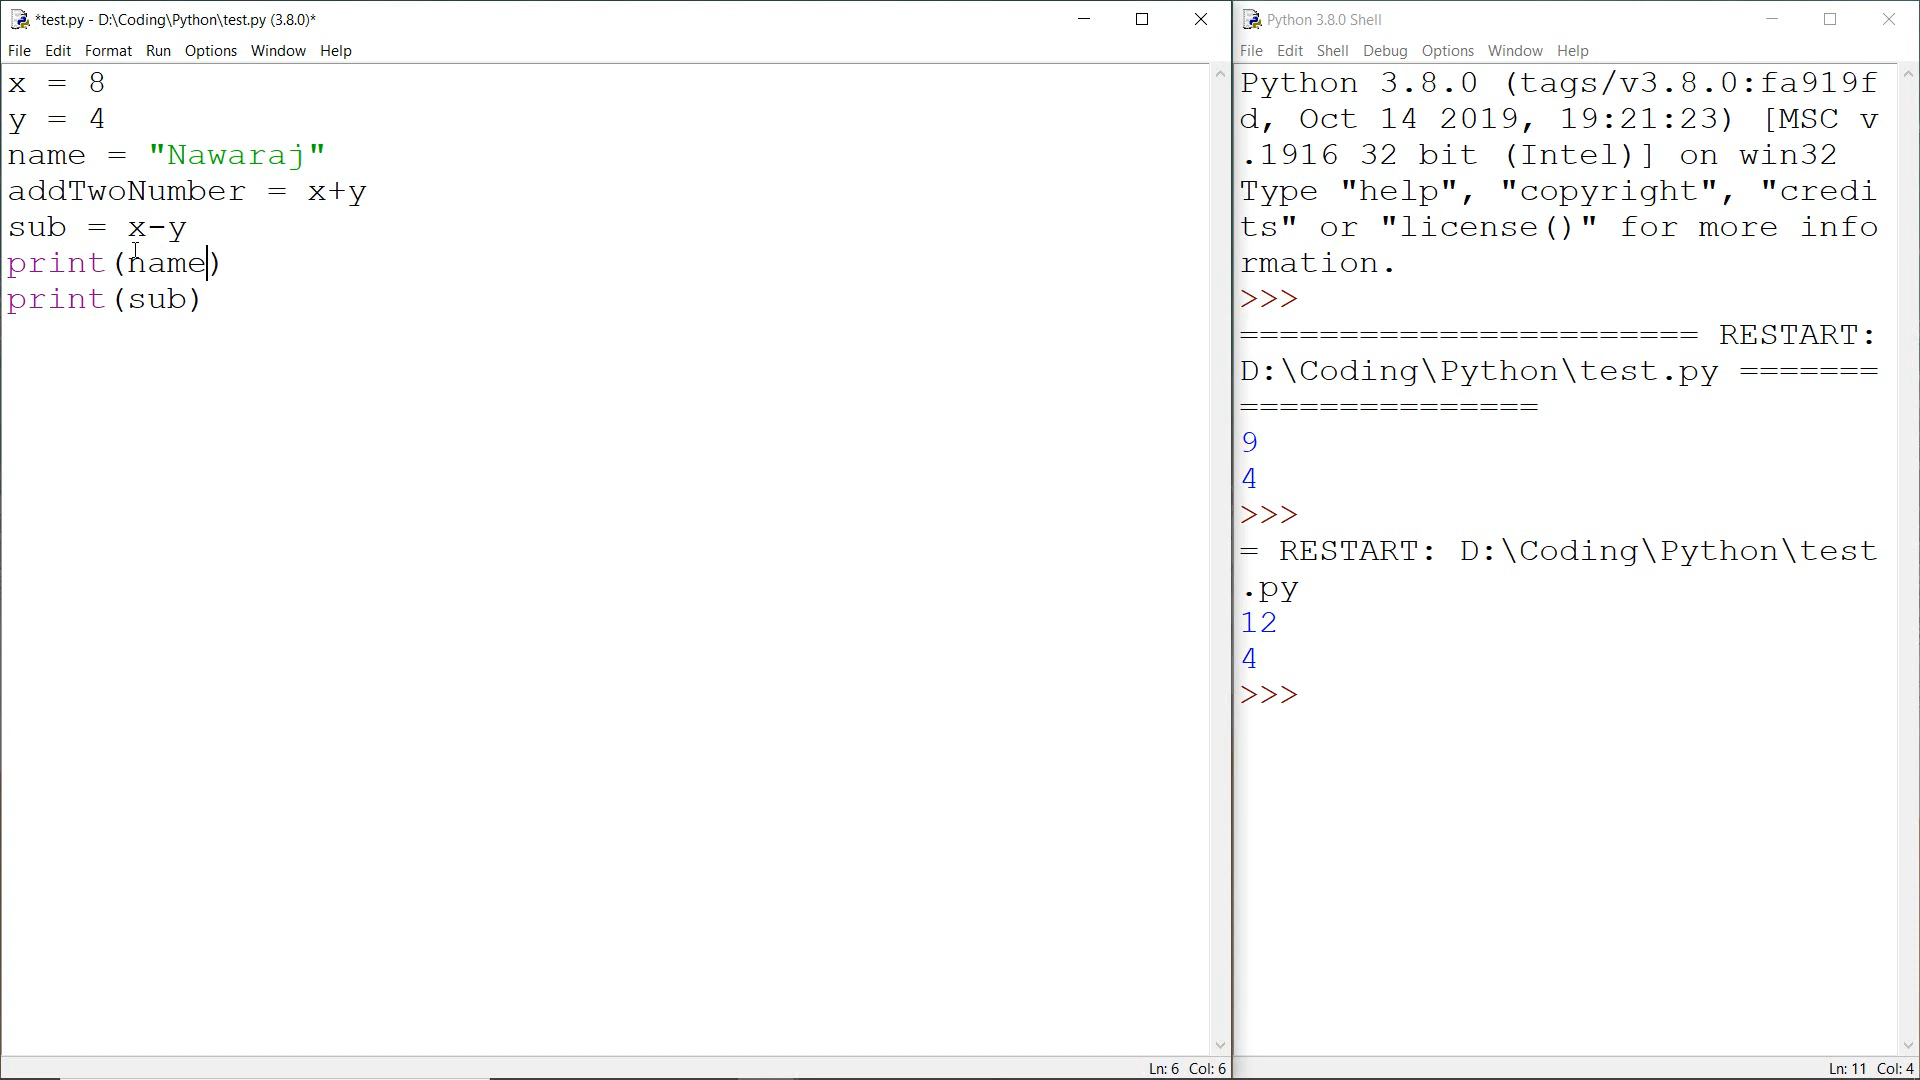 *test.py - D:\Coding\Python\test.py (3.8.0)*
File Edit Format Run Options Window Help
x = 8
y = 4
name = "Nawaraj"
addTwoNumber = x+y
sub = x-y
print(name)
print(sub)
Ln: 6 Col: 6
Python 3.8.0 Shell
File Edit Shell Debug Options Window Help
Python 3.8.0 (tags/v3.8.0:fa919f
d, Oct 14 2019, 19:21:23) [MSC v
.1916 32 bit (Intel)] on win32
Type "help", "copyright", "credi
ts" or "license()" for more info
rmation.
>>>
======================= RESTART:
D:\Coding\Python\test.py =======
===============
9
4
>>>
= RESTART: D:\Coding\Python\test
.py
12
4
>>>
Ln: 11 Col: 4